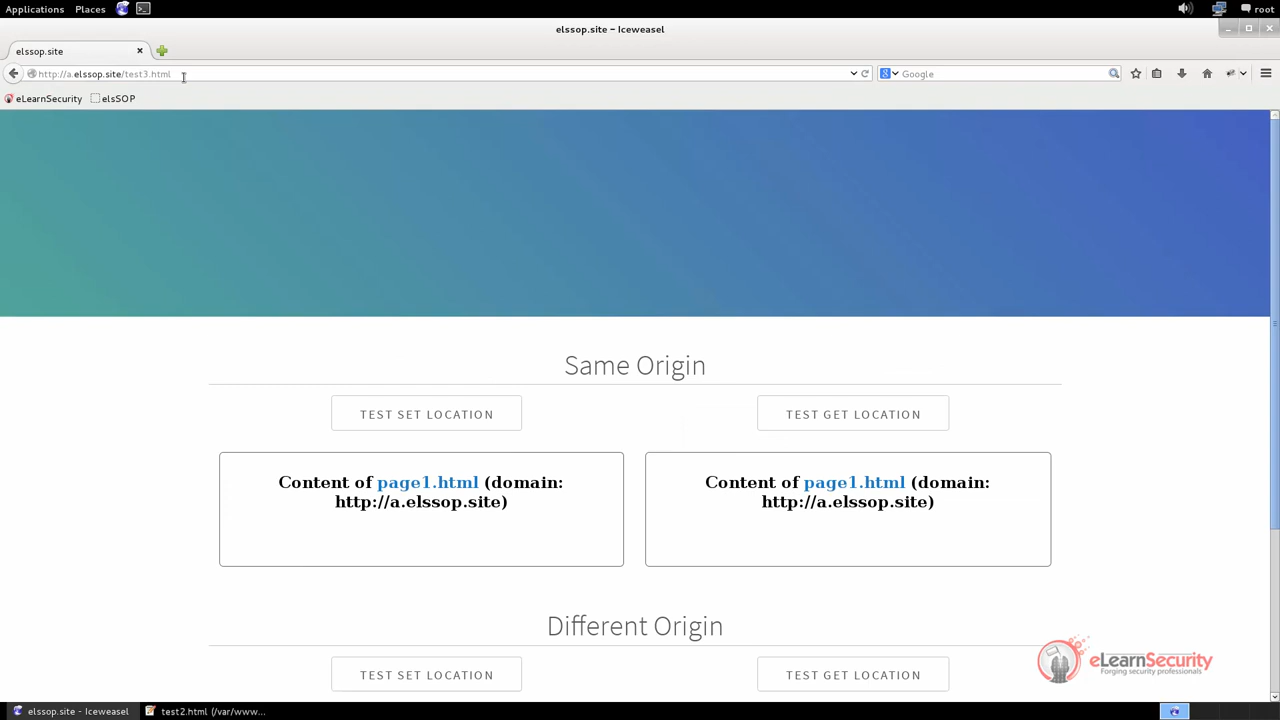 Applications Places root
elssop.site – Iceweasel
elssop.site
http://a.elssop.site/test3.html Google
eLearnSecurity elsSOP
Same Origin
TEST SET LOCATION TEST GET LOCATION
Content of page1.html (domain: http://a.elssop.site)
Content of page1.html (domain: http://a.elssop.site)
Different Origin
TEST SET LOCATION TEST GET LOCATION
eLearnSecurity
Forging security professionals
elssop.site - Iceweasel test2.html (/var/www...